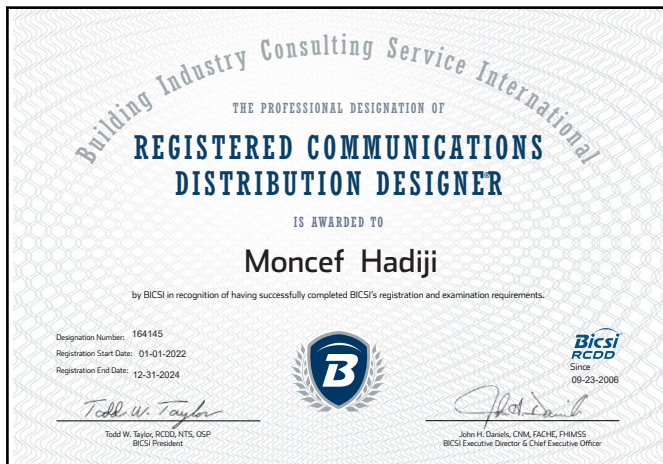 Building Industry Consulting Service International
THE PROFESSIONAL DESIGNATION OF
REGISTERED COMMUNICATIONS
DISTRIBUTION DESIGNER®
IS AWARDED TO
Moncef Hadiji
by BICSI in recognition of having successfully completed BICSI's registration and examination requirements.
Designation Number: 164145
Registration Start Date: 01-01-2022
Registration End Date: 12-31-2024
B
Bicsi
RCDD
Since
09-23-2006
Todd W. Taylor
Todd W. Taylor, RCDD, NTS, OSP
BICSI President
John H. Daniels, CNM, FACHE, FHIMSS
BICSI Executive Director & Chief Executive Officer